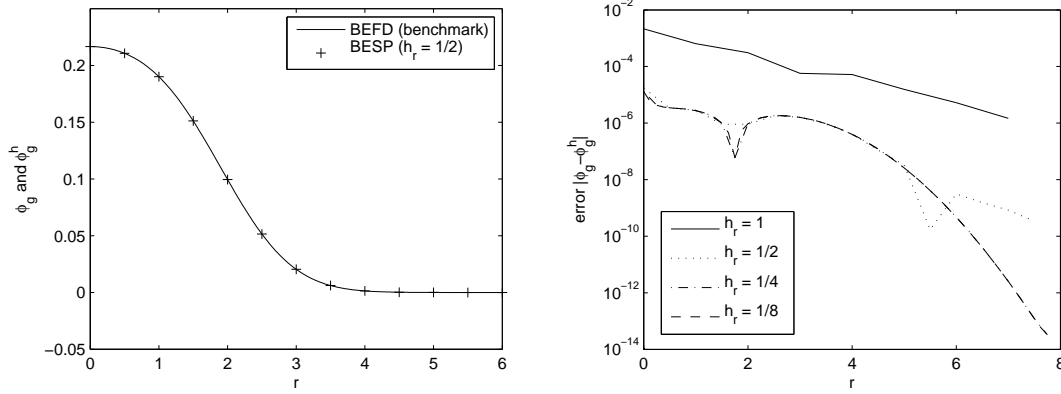 BEFD (benchmark)
BESP (h_r = 1/2)
0.2
0.15
0.1
0.05
0
−0.05
ϕ_g and ϕ_g^h
0 1 2 3 4 5 6
r
10^−2
10^−4
10^−6
10^−8
10^−10
10^−12
10^−14
error |ϕ_g−ϕ_g^h|
h_r = 1
h_r = 1/2
h_r = 1/4
h_r = 1/8
0 2 4 6 8
r